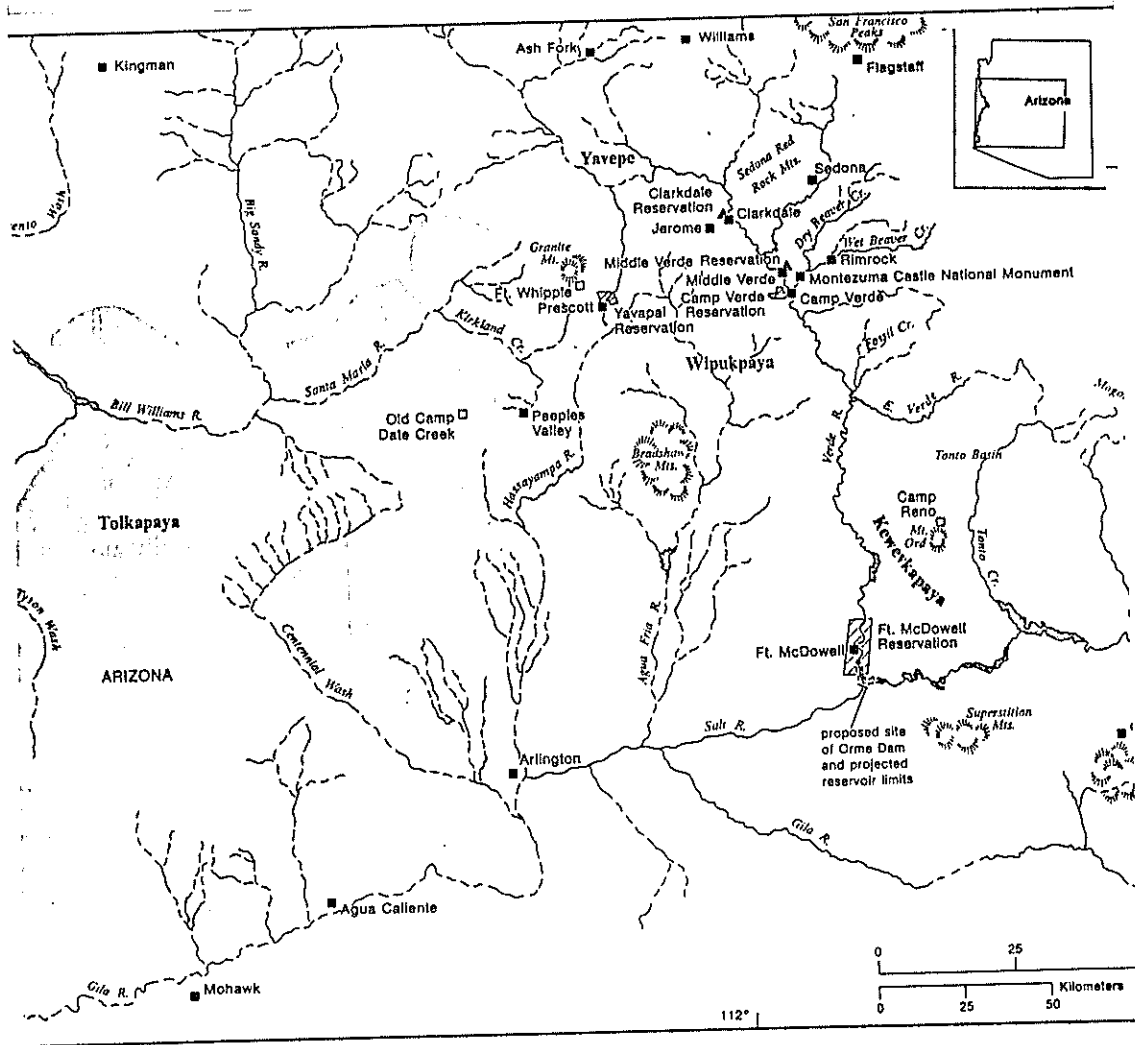 San Francisco
Peaks
Ash Fork
Williams
Kingman
Flagstaff
Arizona
Yavepe
Sedona Red
Rock Mts.
Sedona
Clarkdale
Reservation
Clarkdale
Jerome
Dry Beaver Cr.
Wet Beaver Cr.
Big Sandy R.
Wash
Granite
Mt.
Middle Verde Reservation
Rimrock
Middle Verde
Montezuma Castle National Monument
Ft. Whipple
Prescott
Camp Verde
Reservation
Camp Verde
Yavapai
Reservation
Kirkland Cr.
Santa Maria R.
Fossil Cr.
Wipukpaya
E. Verde R.
Bill Williams R.
Old Camp
Date Creek
Peeples
Valley
Verde R.
Mogo.
Bradshaw
Mts.
Hassayampa R.
Tonto Basin
Camp
Reno
Mt.
Ord
Tolkapaya
Kewevkapaya
Tonto Cr.
Tyson Wash
Centennial Wash
Agua Fria R.
Ft. McDowell
Ft. McDowell
Reservation
ARIZONA
Salt R.
Superstition
Mts.
proposed site
of Orme Dam
and projected
reservoir limits
Arlington
Gila R.
Agua Caliente
Gila R.
Mohawk
0 25
Kilometers
0 25 50
112°